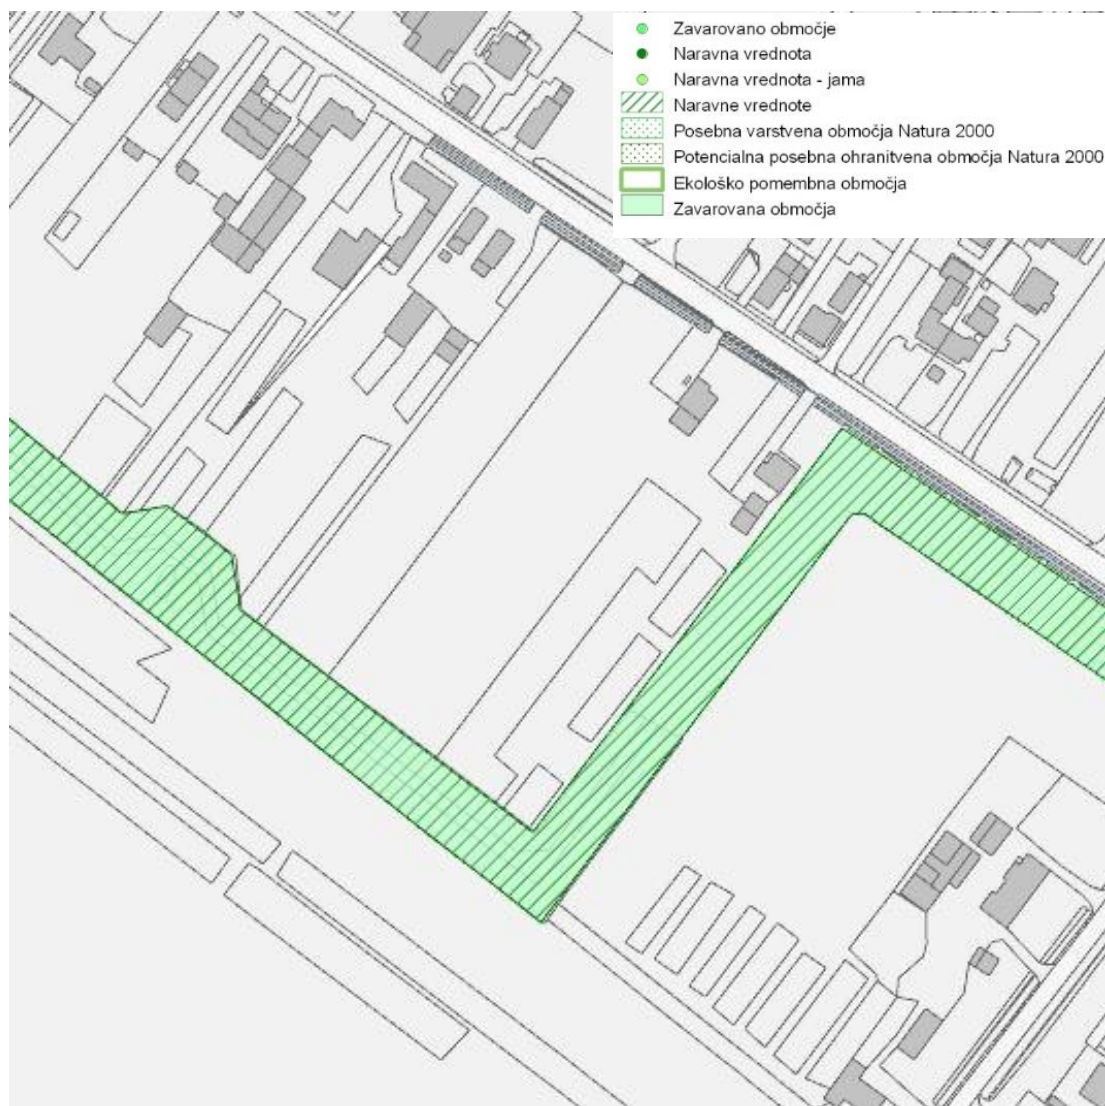 Zavarovano območje
Naravna vrednota
Naravna vrednota - jama
Naravne vrednote
Posebna varstvena območja Natura 2000
Potencialna posebna ohranitvena območja Natura 2000
Ekološko pomembna območja
Zavarovana območja